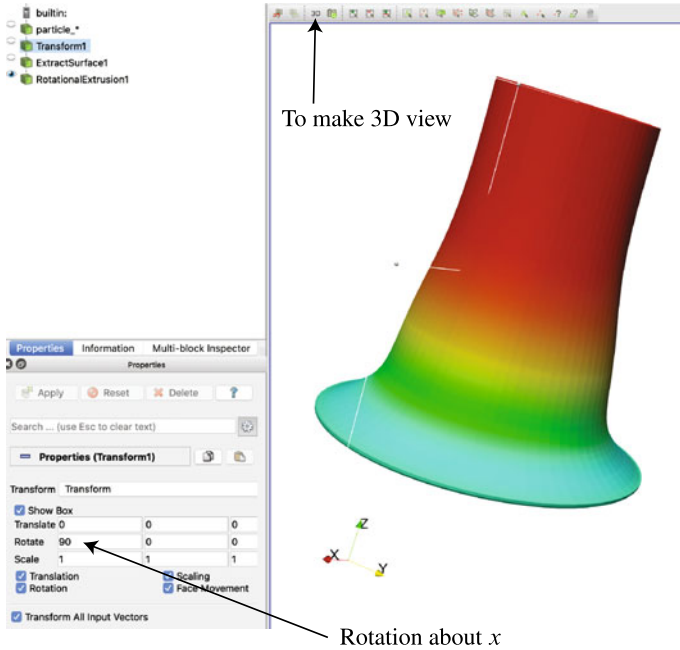 builtin:
particle_*
Transform1
ExtractSurface1
RotationalExtrusion1
3D
To make 3D view
Properties Information Multi-block Inspector
Properties
Apply Reset Delete ?
Search ... (use Esc to clear text)
Properties (Transform1)
Transform Transform
Show Box
Translate 0 0 0
Rotate 90 0 0
Scale 1 1 1
Translation Scaling
Rotation Face Movement
Transform All Input Vectors
Z
X
Y
Rotation about x